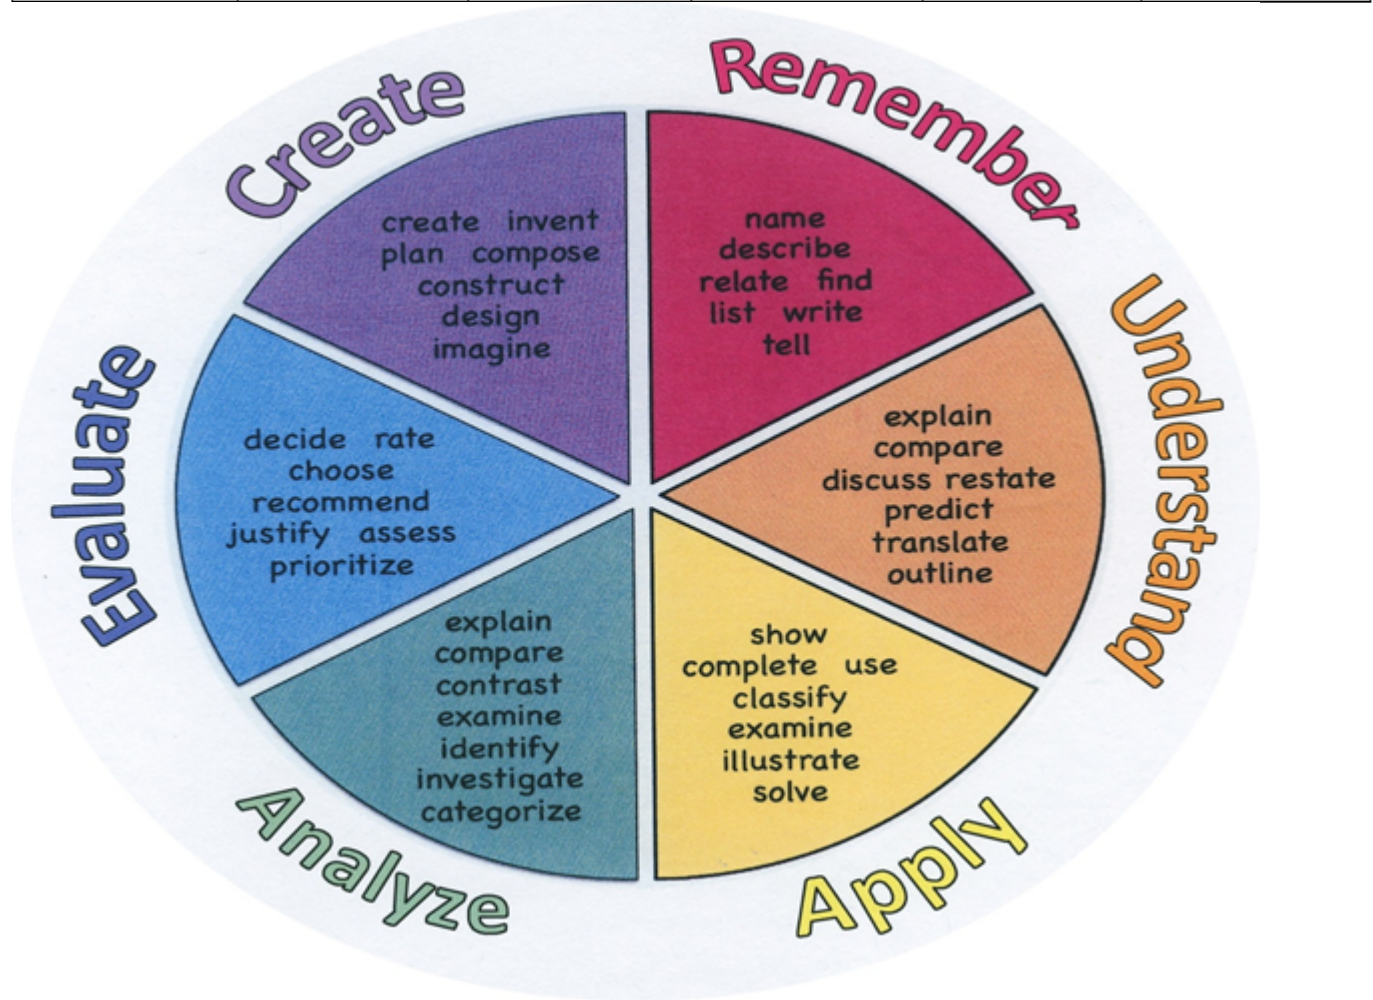 Remember
name
describe
relate find
list write
tell
Understand
explain
compare
discuss restate
predict
translate
outline
Apply
show
complete use
classify
examine
illustrate
solve
Analyze
explain
compare
contrast
examine
identify
investigate
categorize
Evaluate
decide rate
choose
recommend
justify assess
prioritize
Create
create invent
plan compose
construct
design
imagine